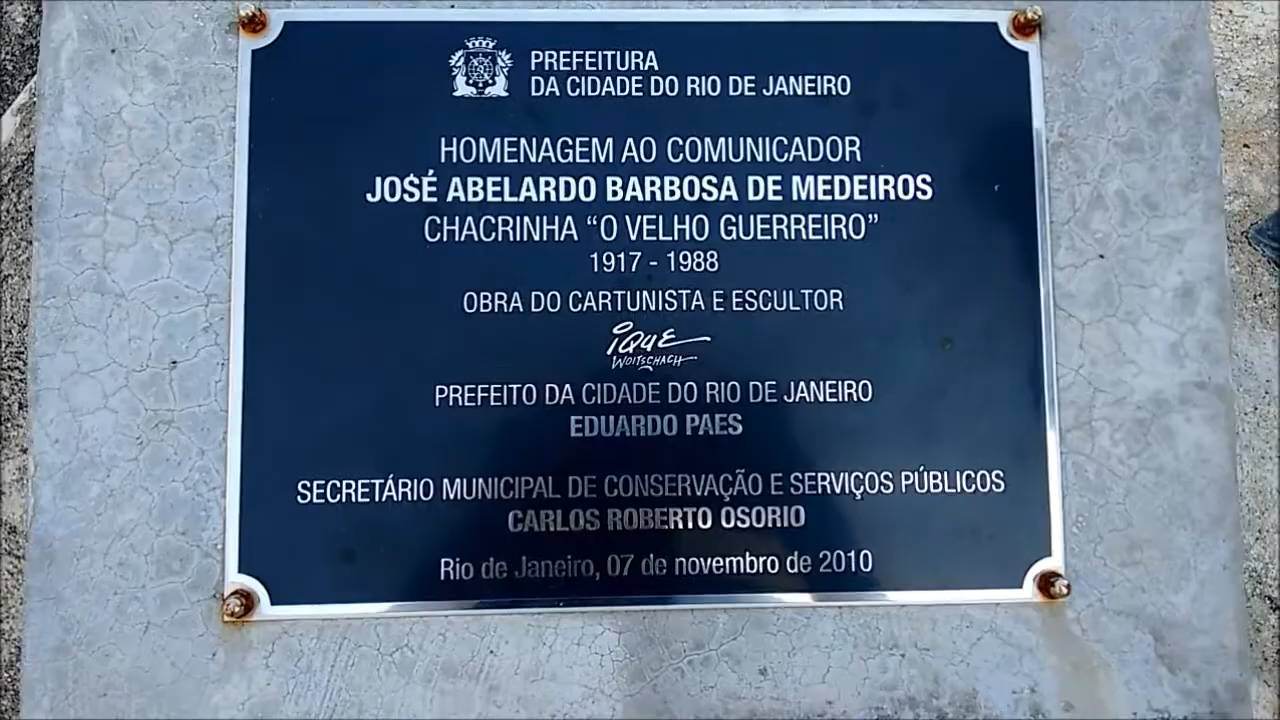 PREFEITURA
DA CIDADE DO RIO DE JANEIRO
HOMENAGEM AO COMUNICADOR
JOSÉ ABELARDO BARBOSA DE MEDEIROS
CHACRINHA “O VELHO GUERREIRO”
1917 - 1988
OBRA DO CARTUNISTA E ESCULTOR
iQUE
WOITSCHACH
PREFEITO DA CIDADE DO RIO DE JANEIRO
EDUARDO PAES
SECRETÁRIO MUNICIPAL DE CONSERVAÇÃO E SERVIÇOS PÚBLICOS
CARLOS ROBERTO OSORIO
Rio de Janeiro, 07 de novembro de 2010